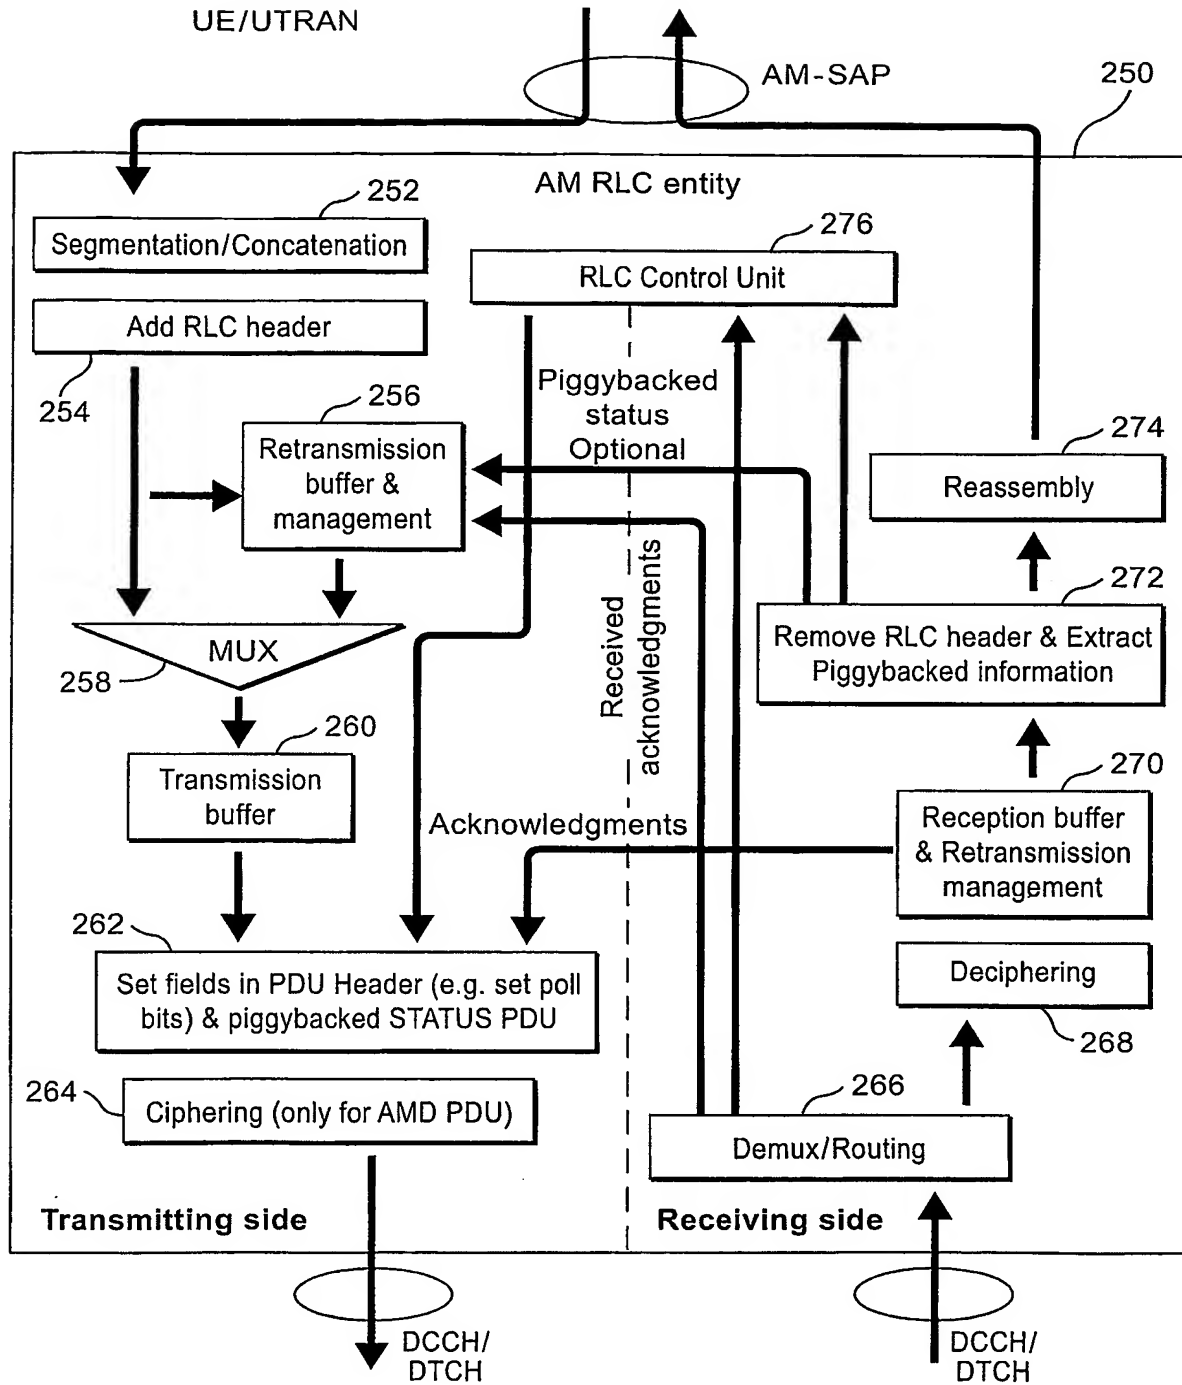 UE/UTRAN
AM-SAP
250
AM RLC entity
252
Segmentation/Concatenation
276
RLC Control Unit
Add RLC header
254
256
Retransmission
buffer &
management
Piggybacked
status
Optional
274
Reassembly
Received
acknowledgments
272
Remove RLC header & Extract
Piggybacked information
MUX
258
260
Transmission
buffer
270
Reception buffer
& Retransmission
management
Acknowledgments
262
Set fields in PDU Header (e.g. set poll
bits) & piggybacked STATUS PDU
Deciphering
268
264
Ciphering (only for AMD PDU)
266
Demux/Routing
Transmitting side
Receiving side
DCCH/
DTCH
DCCH/
DTCH